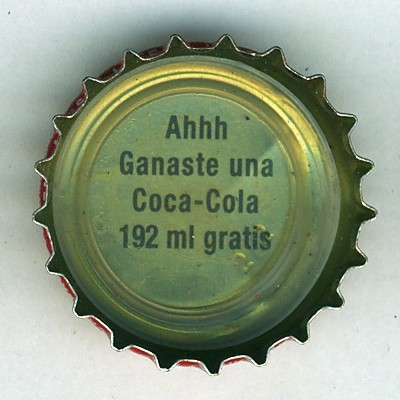 Ahhh
Ganaste una
Coca-Cola
192 ml gratis